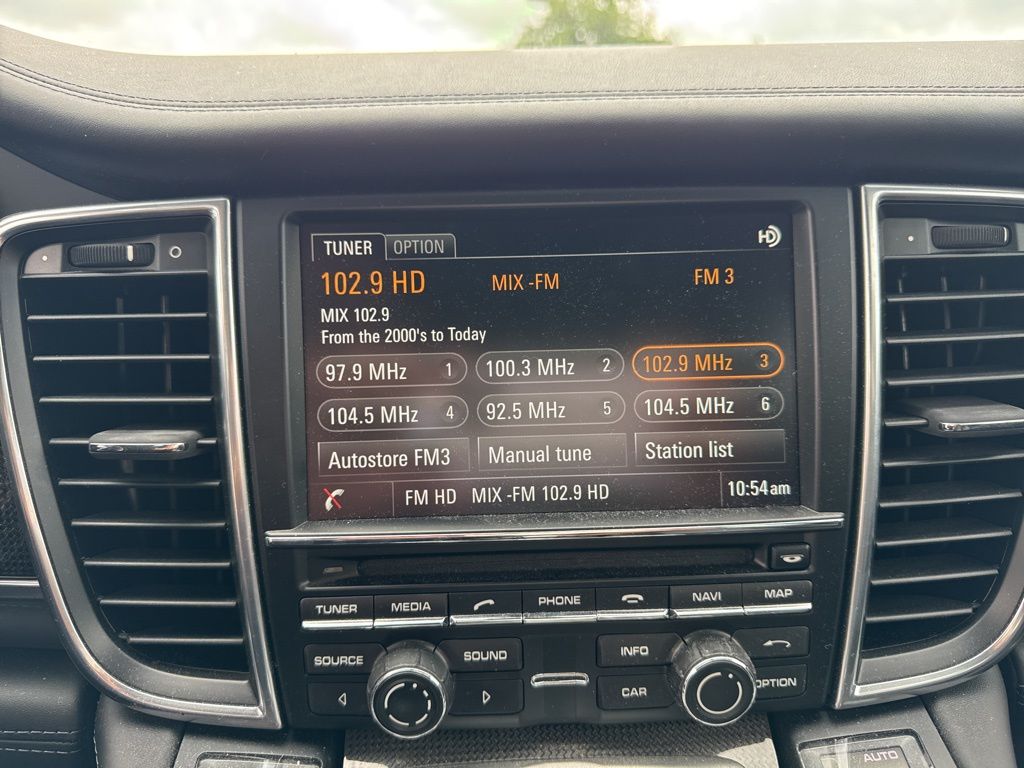 TUNER OPTION HD
102.9 HD MIX -FM FM 3
MIX 102.9
From the 2000's to Today
97.9 MHz 1 100.3 MHz 2 102.9 MHz 3
104.5 MHz 4 92.5 MHz 5 104.5 MHz 6
Autostore FM3 Manual tune Station list
FM HD MIX -FM 102.9 HD 10:54 am
TUNER MEDIA PHONE NAVI MAP
SOURCE SOUND INFO
CAR OPTION
AUTO